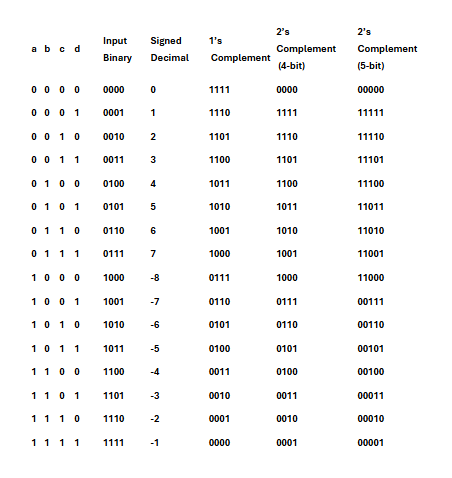 a b c d Input Binary Signed Decimal 1's Complement 2's Complement (4-bit) 2's Complement (5-bit)
0 0 0 0 0000 0 1111 0000 00000
0 0 0 1 0001 1 1110 1111 11111
0 0 1 0 0010 2 1101 1110 11110
0 0 1 1 0011 3 1100 1101 11101
0 1 0 0 0100 4 1011 1100 11100
0 1 0 1 0101 5 1010 1011 11011
0 1 1 0 0110 6 1001 1010 11010
0 1 1 1 0111 7 1000 1001 11001
1 0 0 0 1000 -8 0111 1000 11000
1 0 0 1 1001 -7 0110 0111 00111
1 0 1 0 1010 -6 0101 0110 00110
1 0 1 1 1011 -5 0100 0101 00101
1 1 0 0 1100 -4 0011 0100 00100
1 1 0 1 1101 -3 0010 0011 00011
1 1 1 0 1110 -2 0001 0010 00010
1 1 1 1 1111 -1 0000 0001 00001